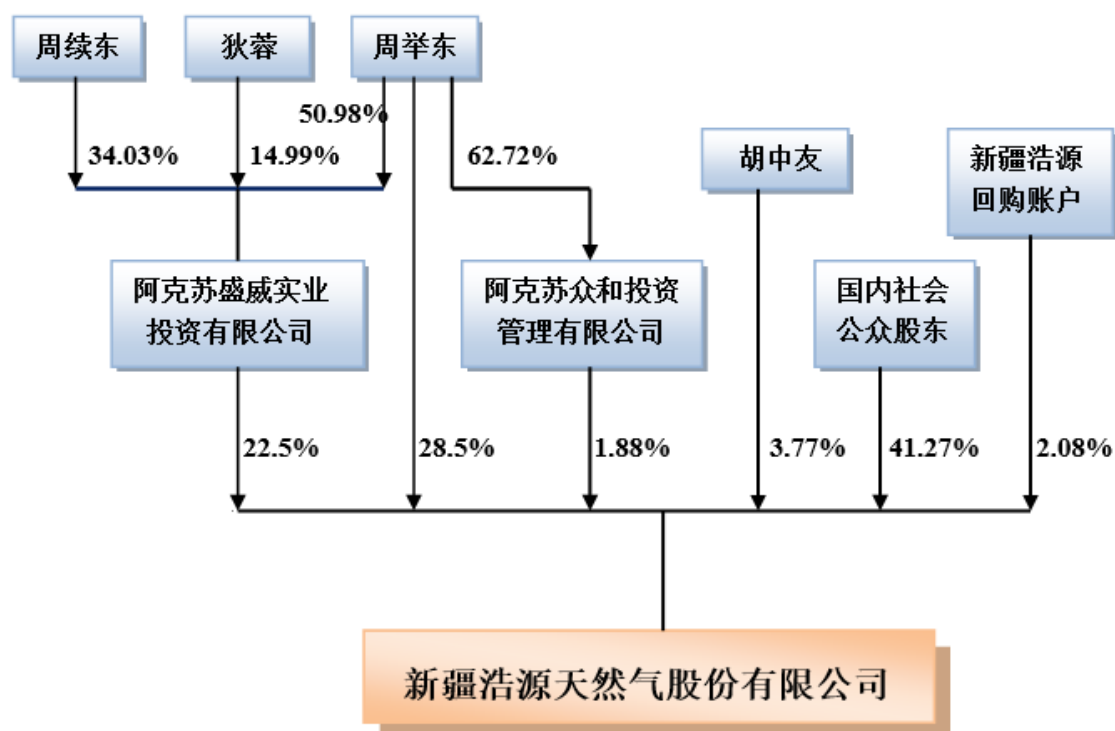 周续东
狄蓉
周举东
50.98%
34.03%
14.99%
62.72%
胡中友
新疆浩源
回购账户
阿克苏盛威实业
投资有限公司
阿克苏众和投资
管理有限公司
国内社会
公众股东
22.5%
28.5%
1.88%
3.77%
41.27%
2.08%
新疆浩源天然气股份有限公司